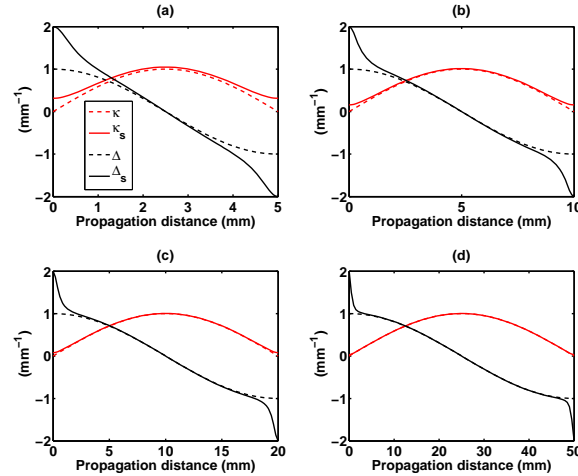 (a)
2
1
0
−1
−2
(mm⁻¹)
κ
κs
Δ
Δs
0 1 2 3 4 5
Propagation distance (mm)
(b)
2
1
0
−1
−2
(mm⁻¹)
0 5 10
Propagation distance (mm)
(c)
2
1
0
−1
−2
(mm⁻¹)
0 5 10 15 20
Propagation distance (mm)
(d)
2
1
0
−1
−2
(mm⁻¹)
0 10 20 30 40 50
Propagation distance (mm)